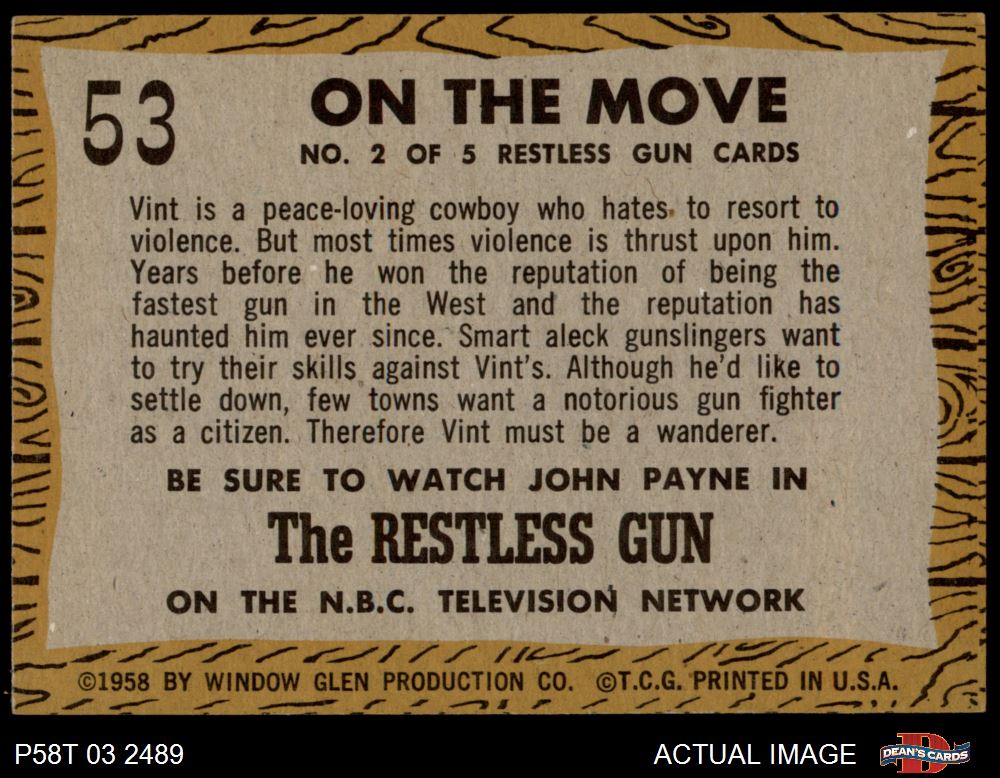 53
ON THE MOVE
NO. 2 OF 5 RESTLESS GUN CARDS
Vint is a peace-loving cowboy who hates to resort to
violence. But most times violence is thrust upon him.
Years before he won the reputation of being the
fastest gun in the West and the reputation has
haunted him ever since. Smart aleck gunslingers want
to try their skills against Vint's. Although he'd like to
settle down, few towns want a notorious gun fighter
as a citizen. Therefore Vint must be a wanderer.
BE SURE TO WATCH JOHN PAYNE IN
The RESTLESS GUN
ON THE N.B.C. TELEVISION NETWORK
©1958 BY WINDOW GLEN PRODUCTION CO. ©T.C.G. PRINTED IN U.S.A.
P58T 03 2489
ACTUAL IMAGE
D
DEAN'S CARDS